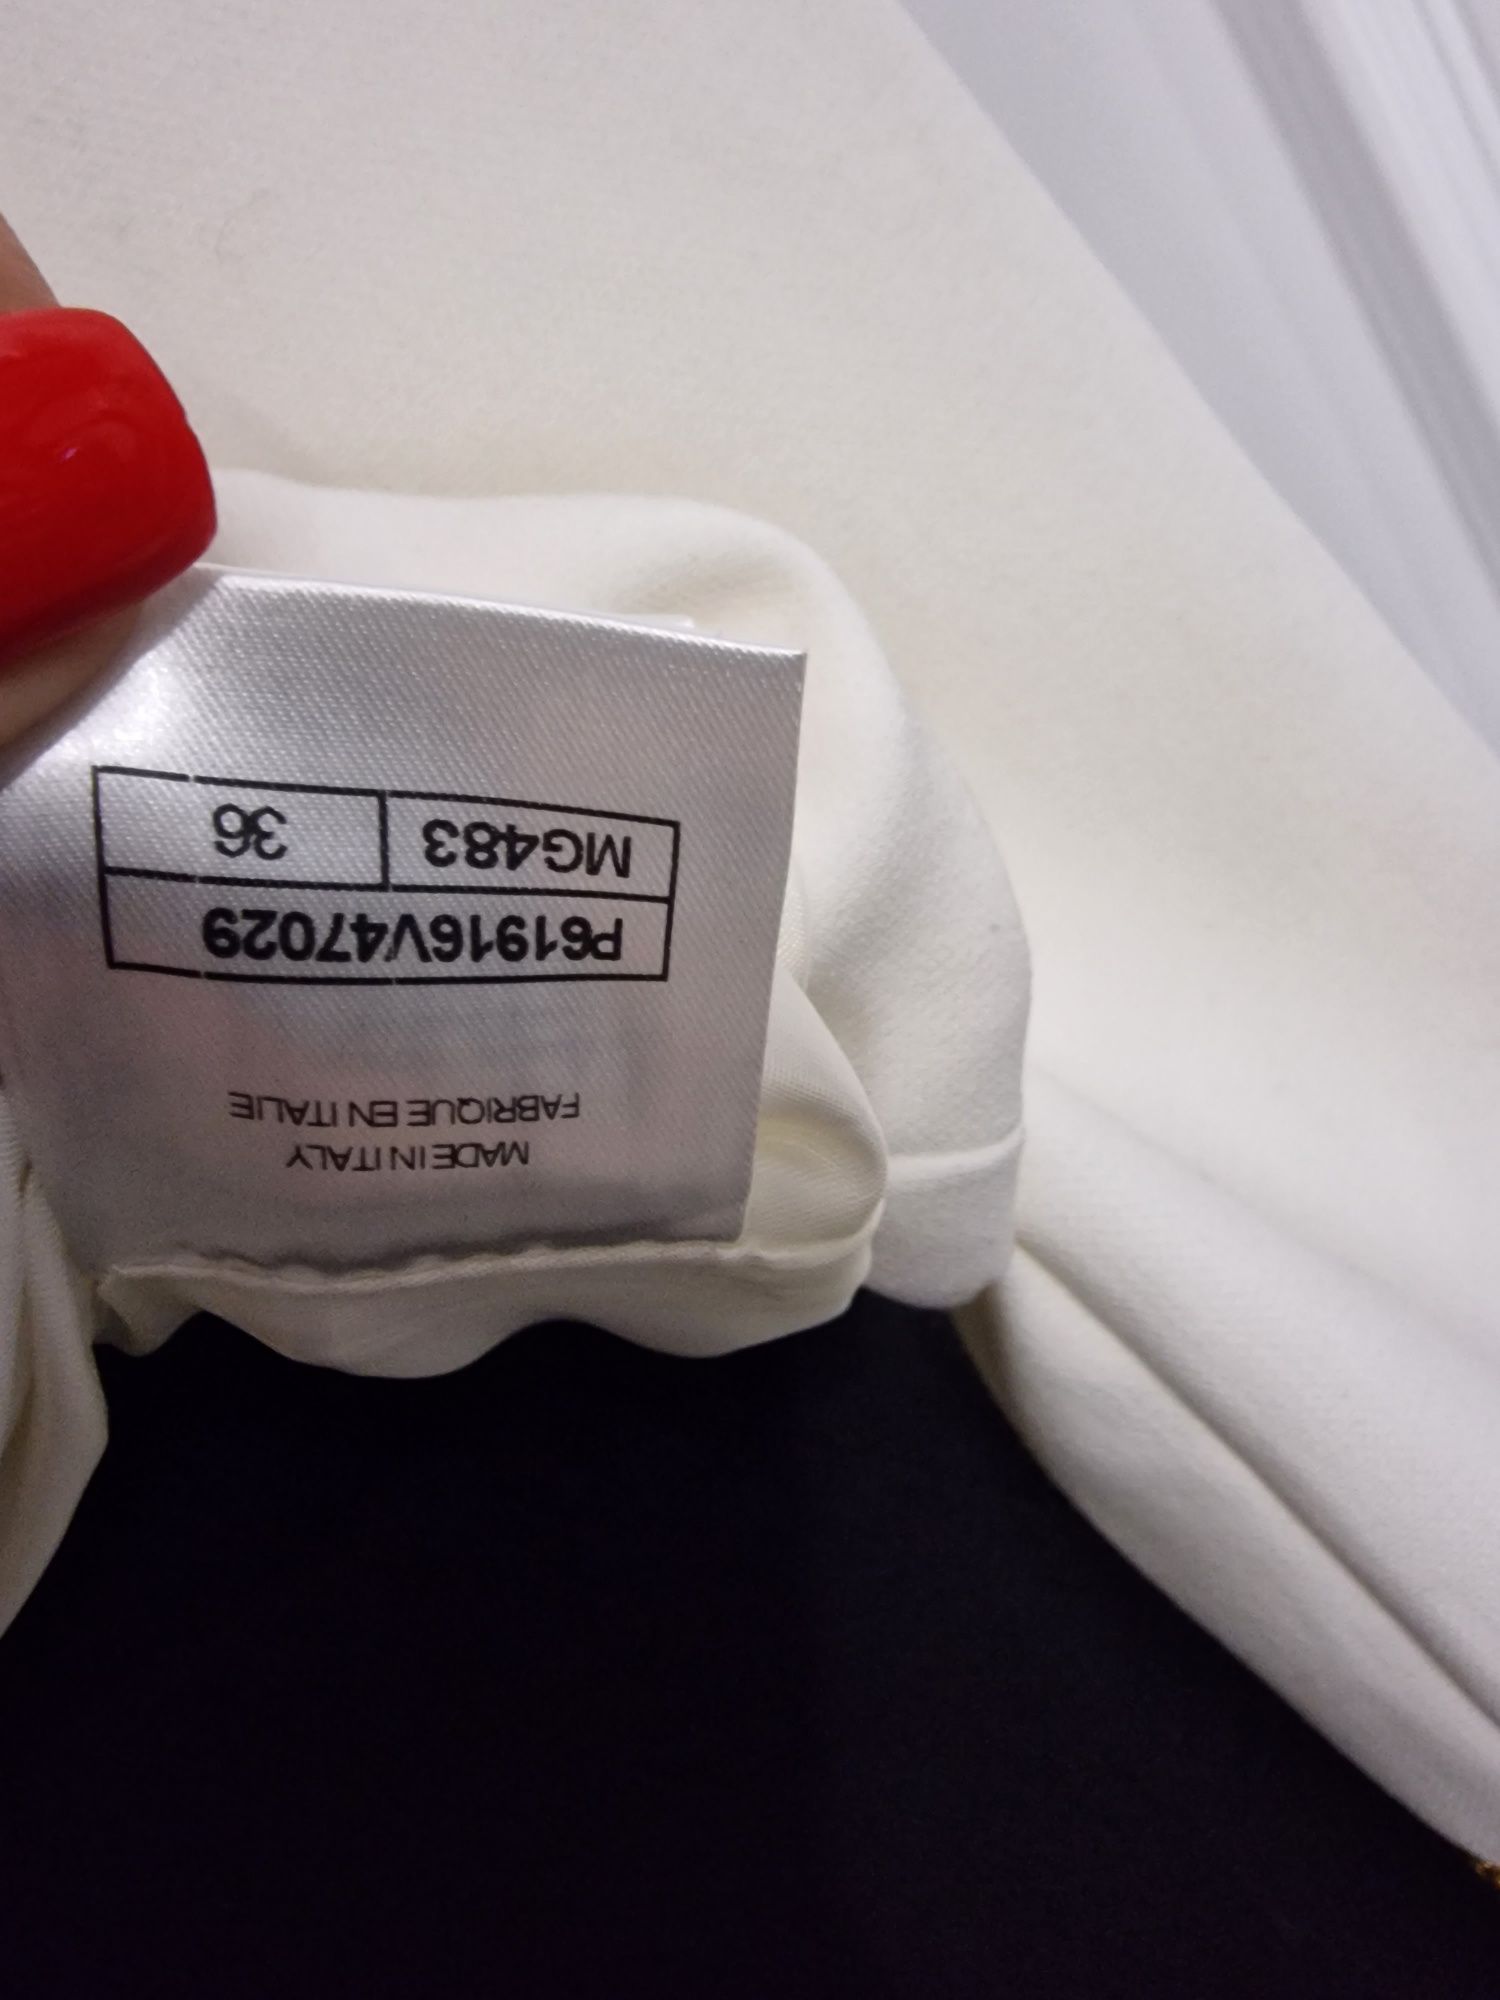 MADE IN ITALY
FABRIQUE EN ITALIE
P61916V47029
MG483 36